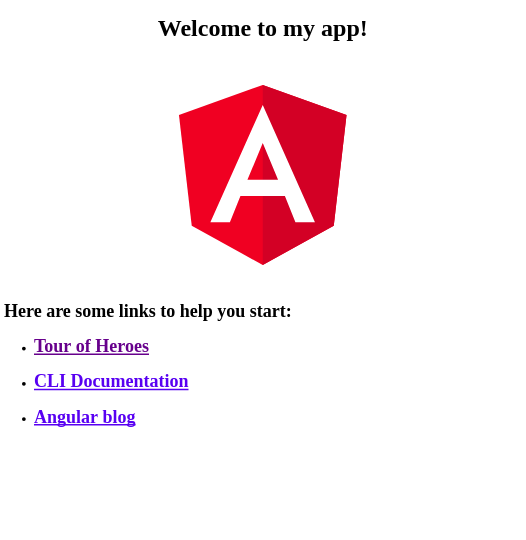 Welcome to my app!
A
Here are some links to help you start:
Tour of Heroes
CLI Documentation
Angular blog